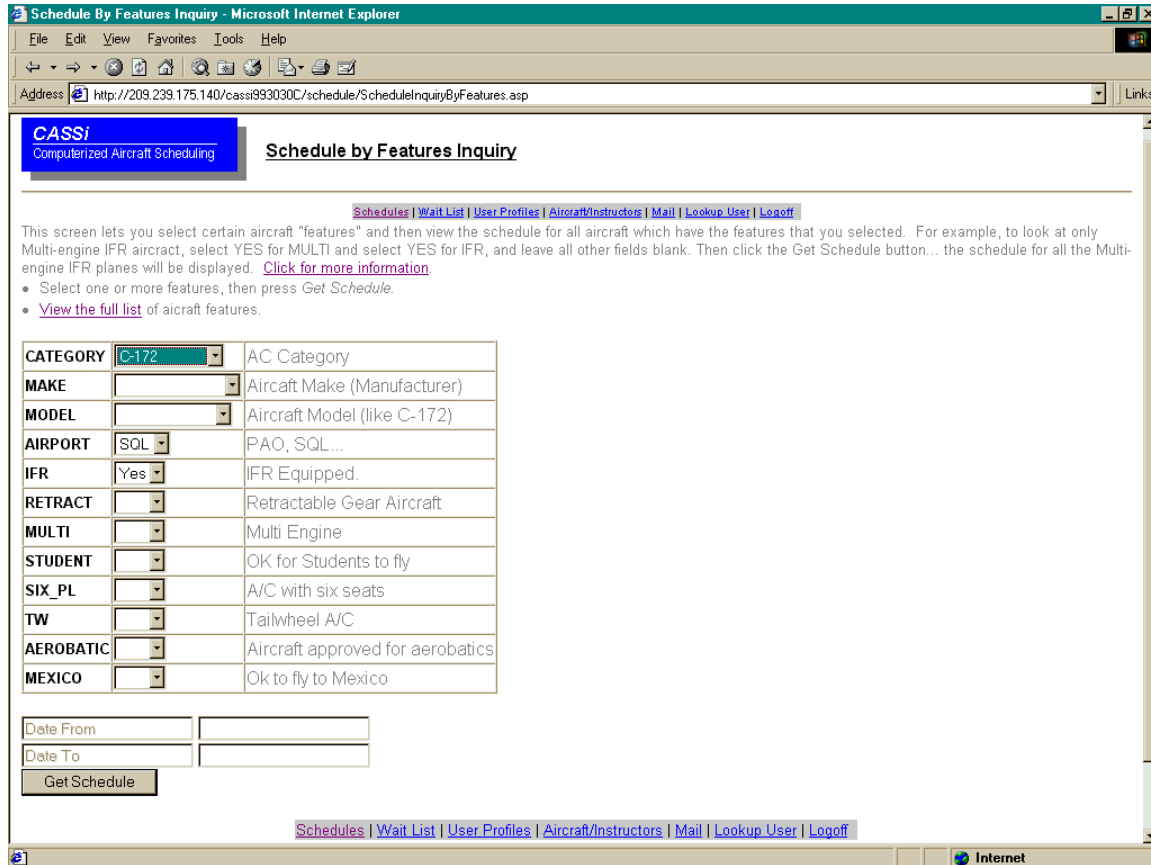 Schedule By Features Inquiry - Microsoft Internet Explorer
File Edit View Favorites Tools Help
Address http://209.239.175.140/cassi993030C/schedule/ScheduleInquiryByFeatures.asp Links
CASSi
Computerized Aircraft Scheduling
Schedule by Features Inquiry
Schedules | Wait List | User Profiles | Aircraft/Instructors | Mail | Lookup User | Logoff
This screen lets you select certain aircraft "features" and then view the schedule for all aircraft which have the features that you selected. For example, to look at only
Multi-engine IFR aircract, select YES for MULTI and select YES for IFR, and leave all other fields blank. Then click the Get Schedule button... the schedule for all the Multi-
engine IFR planes will be displayed. Click for more information.
• Select one or more features, then press Get Schedule.
• View the full list of aicraft features.
CATEGORY C-172 AC Category
MAKE Aircaft Make (Manufacturer)
MODEL Aircraft Model (like C-172)
AIRPORT SQL PAO, SQL...
IFR Yes IFR Equipped.
RETRACT Retractable Gear Aircraft
MULTI Multi Engine
STUDENT OK for Students to fly
SIX_PL A/C with six seats
TW Tailwheel A/C
AEROBATIC Aircraft approved for aerobatics
MEXICO Ok to fly to Mexico
Date From
Date To
Get Schedule
Schedules | Wait List | User Profiles | Aircraft/Instructors | Mail | Lookup User | Logoff
Internet